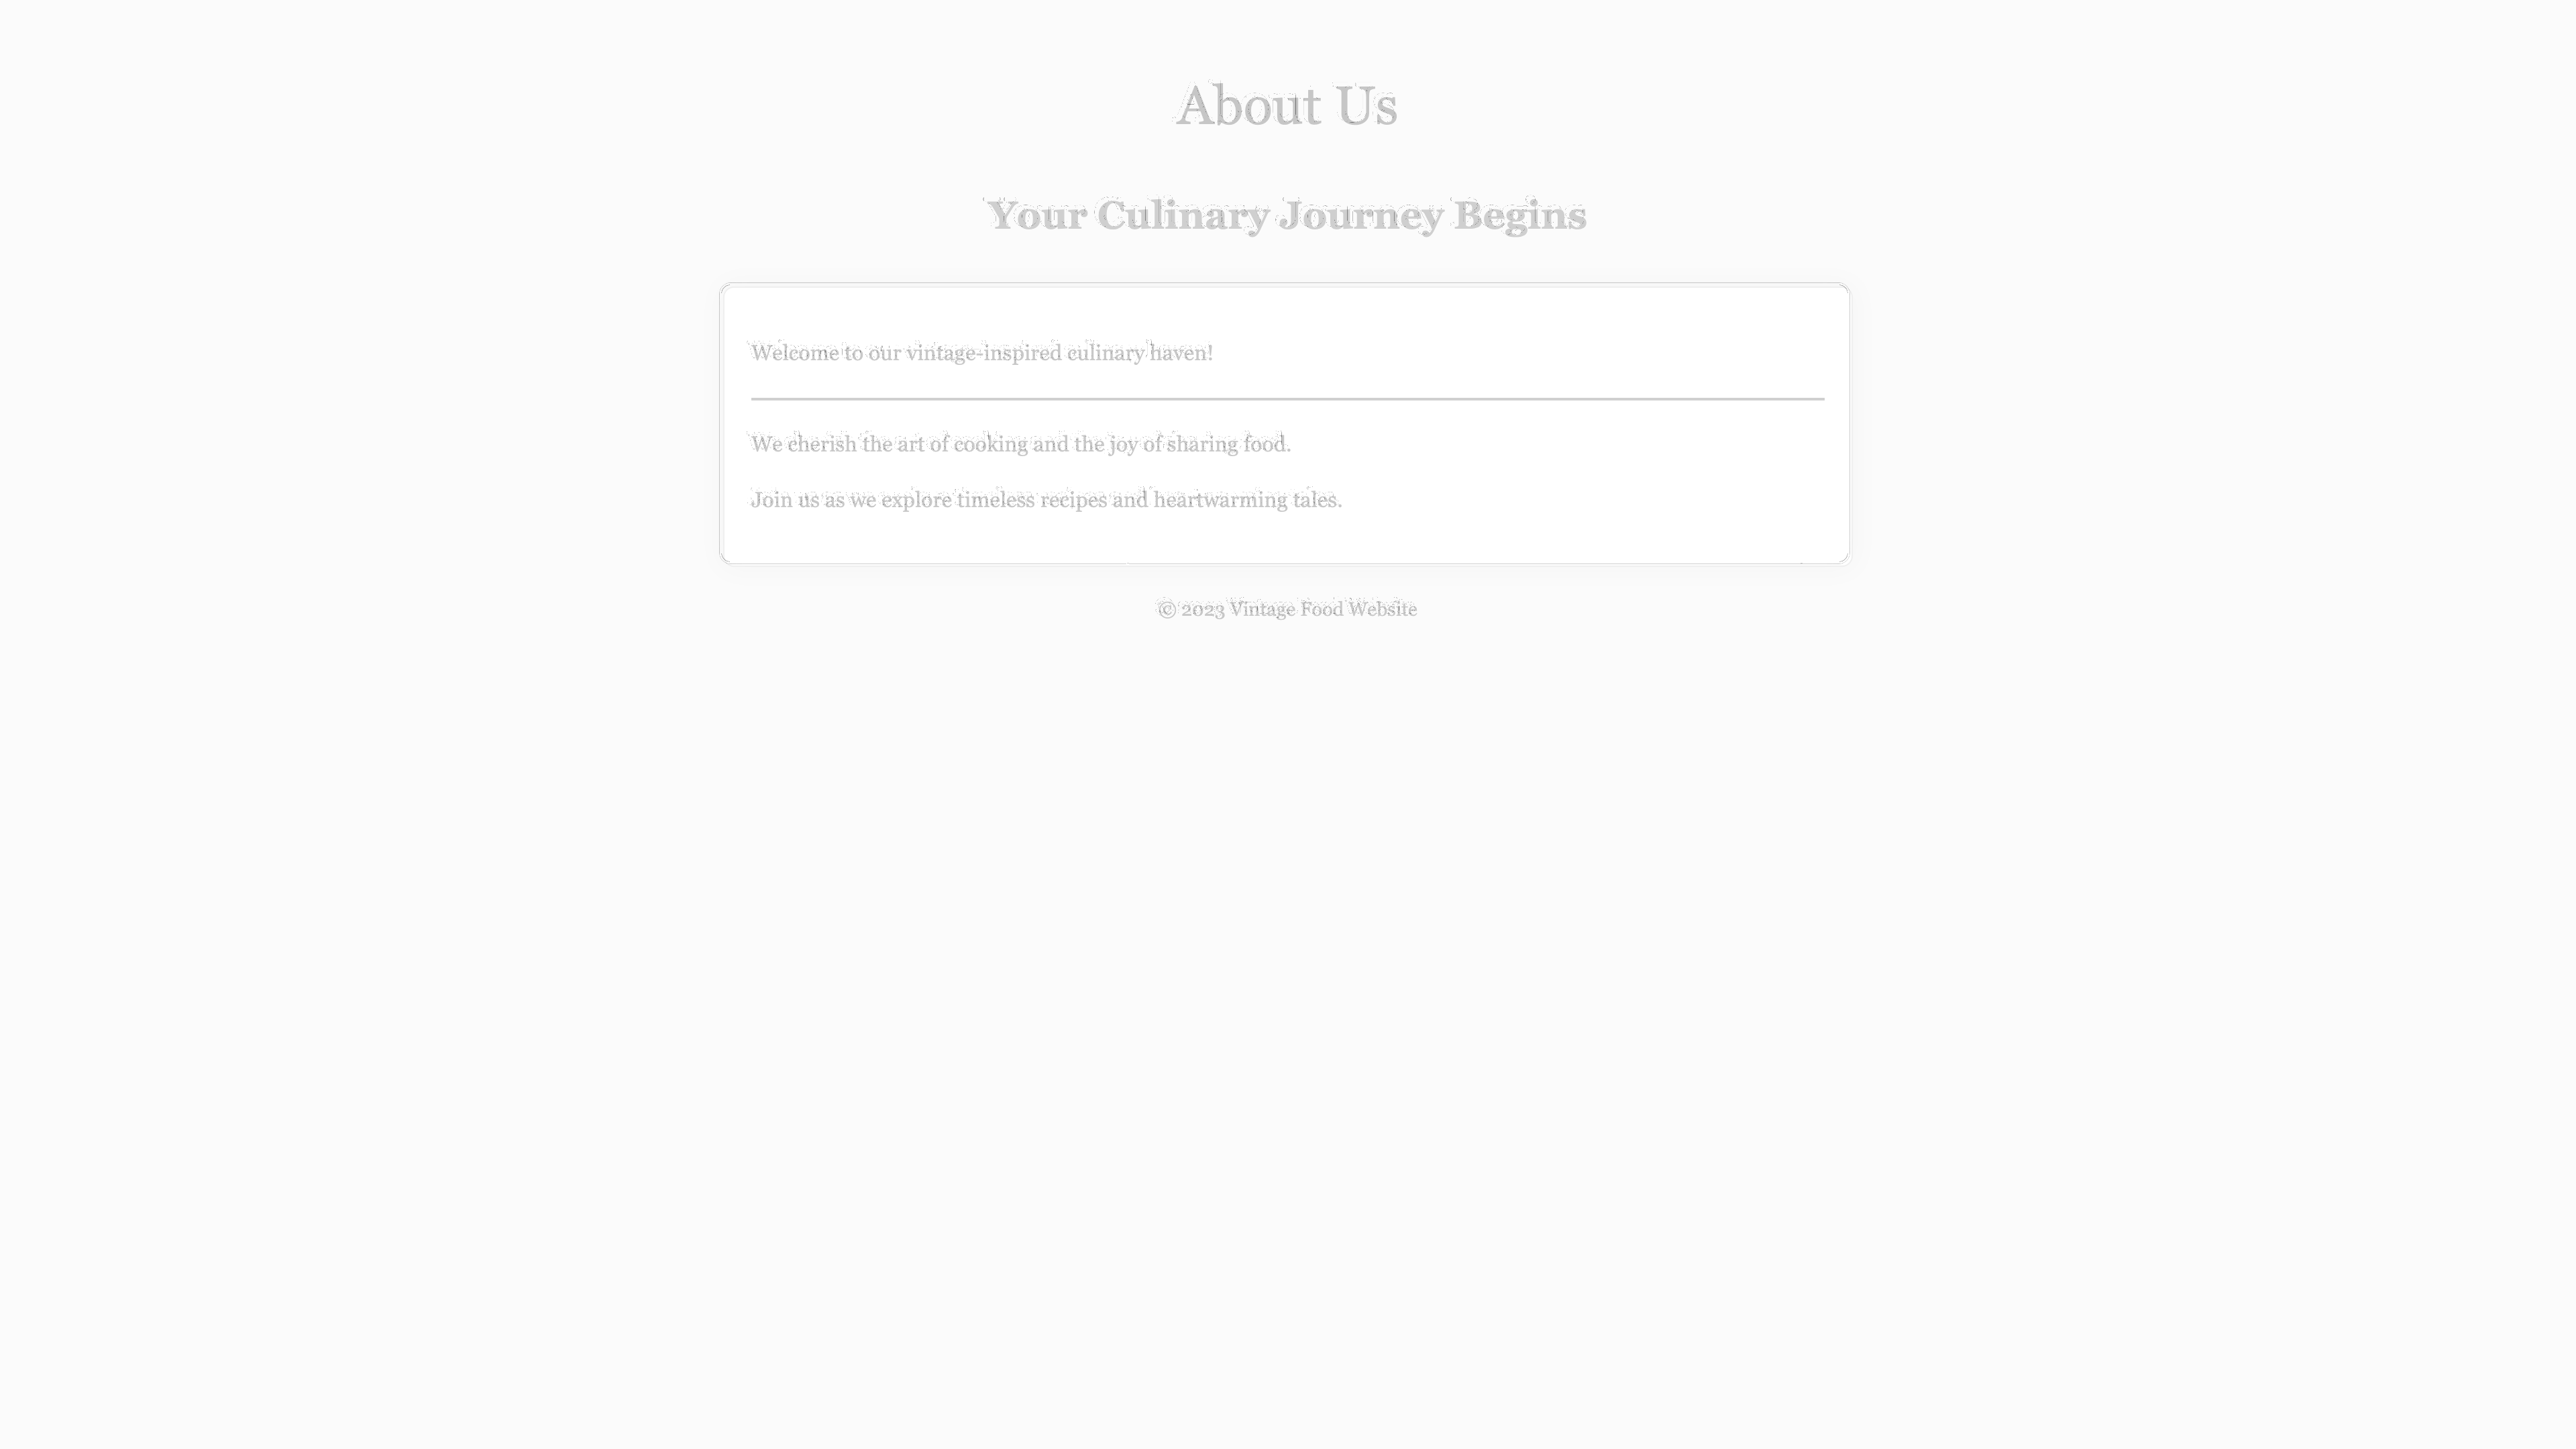 About Us
Your Culinary Journey Begins
Welcome to our vintage-inspired culinary haven!
We cherish the art of cooking and the joy of sharing food.
Join us as we explore timeless recipes and heartwarming tales.
© 2023 Vintage Food Website